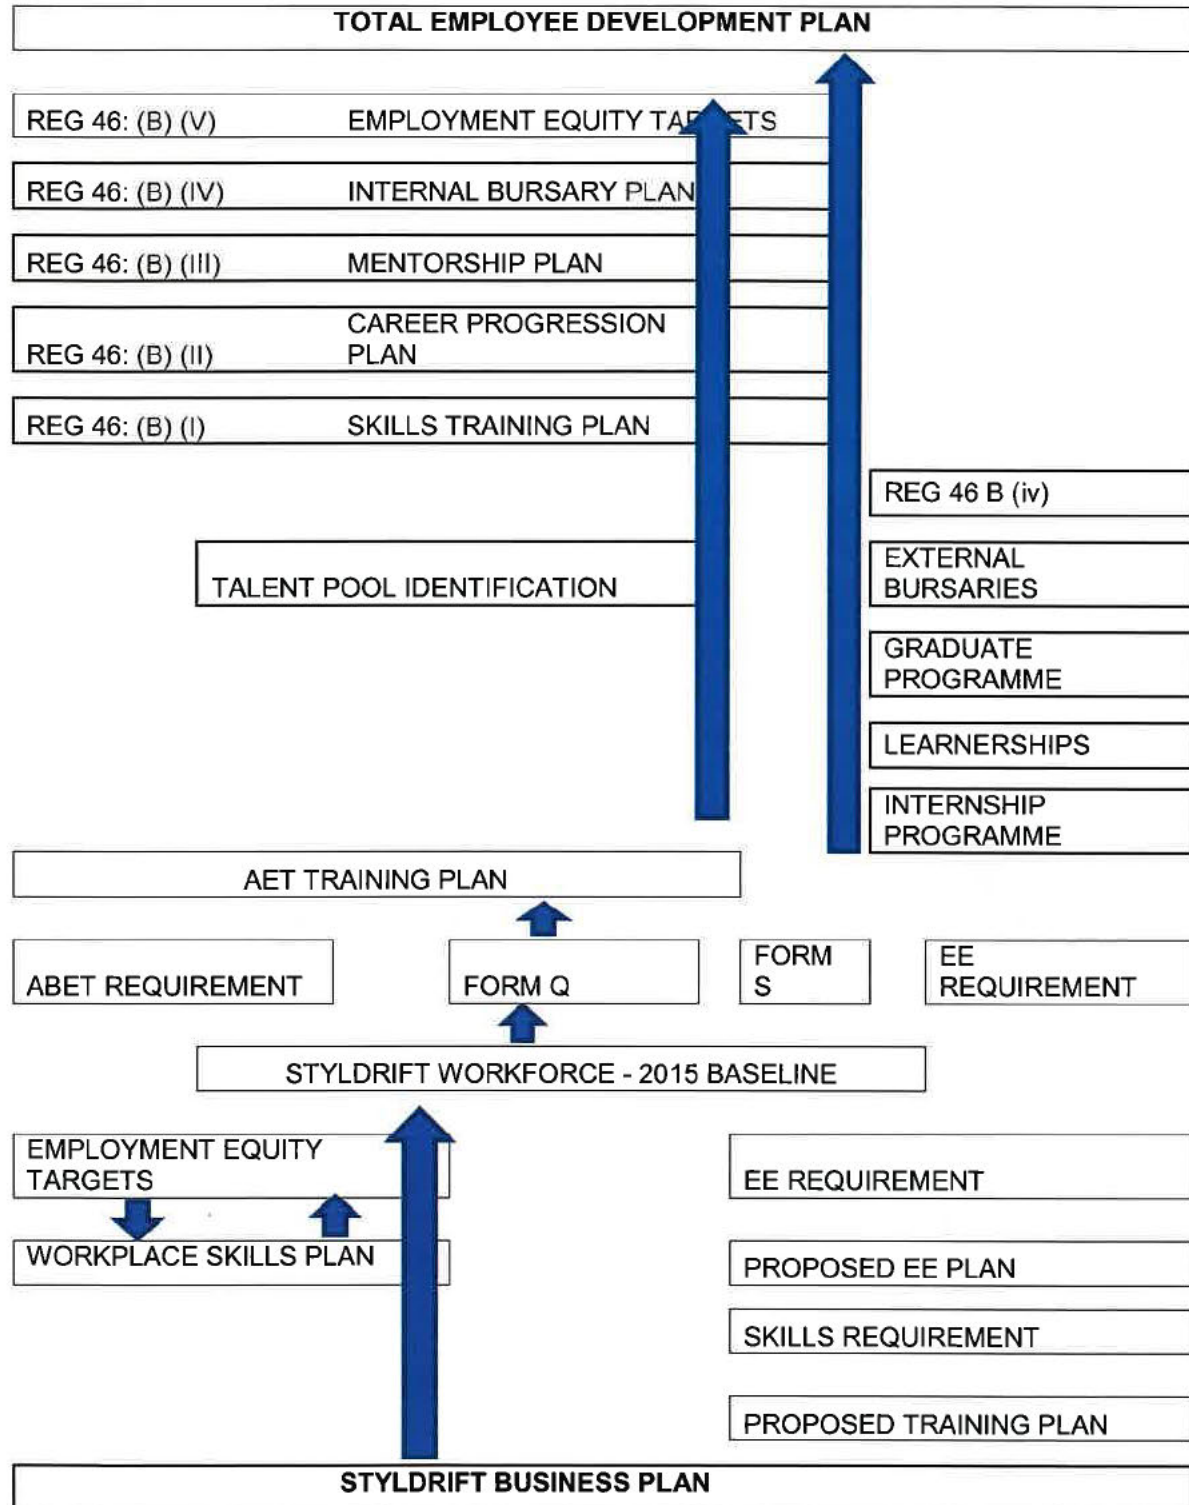 TOTAL EMPLOYEE DEVELOPMENT PLAN
REG 46: (B) (V) EMPLOYMENT EQUITY TARGETS
REG 46: (B) (IV) INTERNAL BURSARY PLAN
REG 46: (B) (III) MENTORSHIP PLAN
CAREER PROGRESSION
REG 46: (B) (II) PLAN
REG 46: (B) (I) SKILLS TRAINING PLAN
REG 46 B (iv)
EXTERNAL
BURSARIES
TALENT POOL IDENTIFICATION
GRADUATE
PROGRAMME
LEARNERSHIPS
INTERNSHIP
PROGRAMME
AET TRAINING PLAN
ABET REQUIREMENT
FORM Q
FORM
S
EE
REQUIREMENT
STYLDRIFT WORKFORCE - 2015 BASELINE
EMPLOYMENT EQUITY
TARGETS
EE REQUIREMENT
WORKPLACE SKILLS PLAN
PROPOSED EE PLAN
SKILLS REQUIREMENT
PROPOSED TRAINING PLAN
STYLDRIFT BUSINESS PLAN